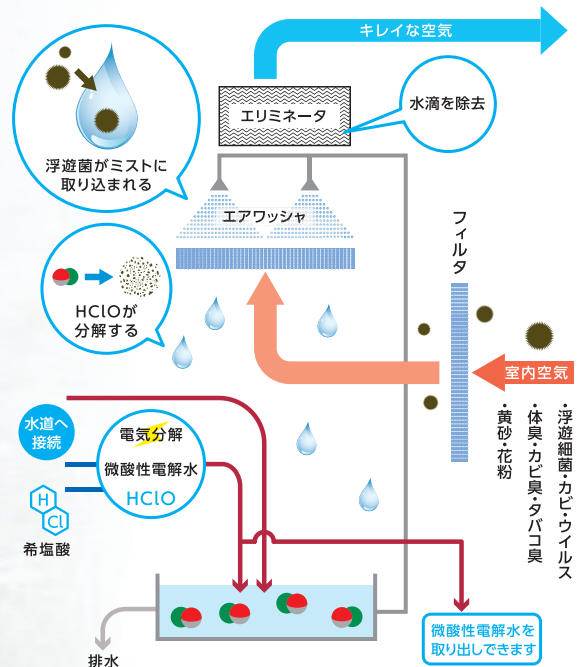 キレイな空気
エリミネータ
水滴を除去
浮遊菌がミストに
取り込まれる
エアワッシャ
フィルタ
HClOが
分解する
室内空気
・浮遊細菌・カビ・ウイルス
・体臭・カビ臭・タバコ臭
・黄砂・花粉
水道へ
接続
電気分解
微酸性電解水
HClO
H
Cl
希塩酸
排水
微酸性電解水を
取り出しできます